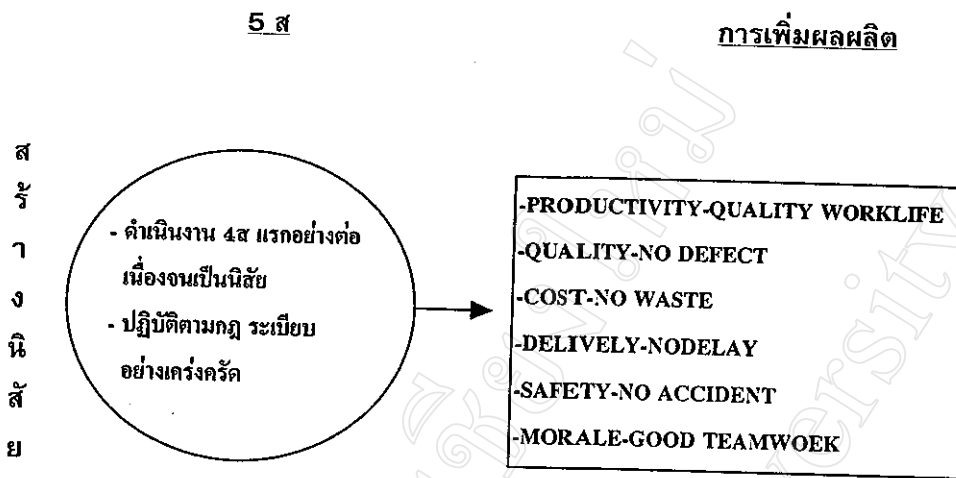 5 ส
การเพิ่มผลผลิต
สร้างนิสัย
- ดำเนินงาน 4ส แรกอย่างต่อ
เนื่องจนเป็นนิสัย
- ปฏิบัติตามกฎ ระเบียบ
อย่างเคร่งครัด
-PRODUCTIVITY-QUALITY WORKLIFE
-QUALITY-NO DEFECT
-COST-NO WASTE
-DELIVELY-NODELAY
-SAFETY-NO ACCIDENT
-MORALE-GOOD TEAMWOEK